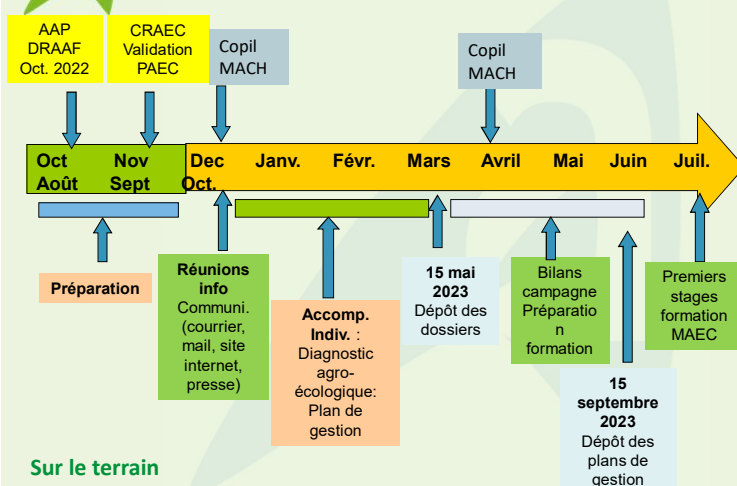 AAP
DRAAF
Oct. 2022
CRAEC
Validation
PAEC
Copil
MACH
Copil
MACH
Oct Nov Dec Janv. Févr. Mars Avril Mai Juin Juil.
Août Sept Oct.
Préparation
Réunions
info
Communi.
(courrier,
mail, site
internet,
presse)
Accomp.
Indiv. :
Diagnostic
agro-
écologique:
Plan de
gestion
15 mai
2023
Dépôt des
dossiers
Bilans
campagne
Préparatio
n
formation
15
septembre
2023
Dépôt des
plans de
gestion
Premiers
stages
formation
MAEC
Sur le terrain